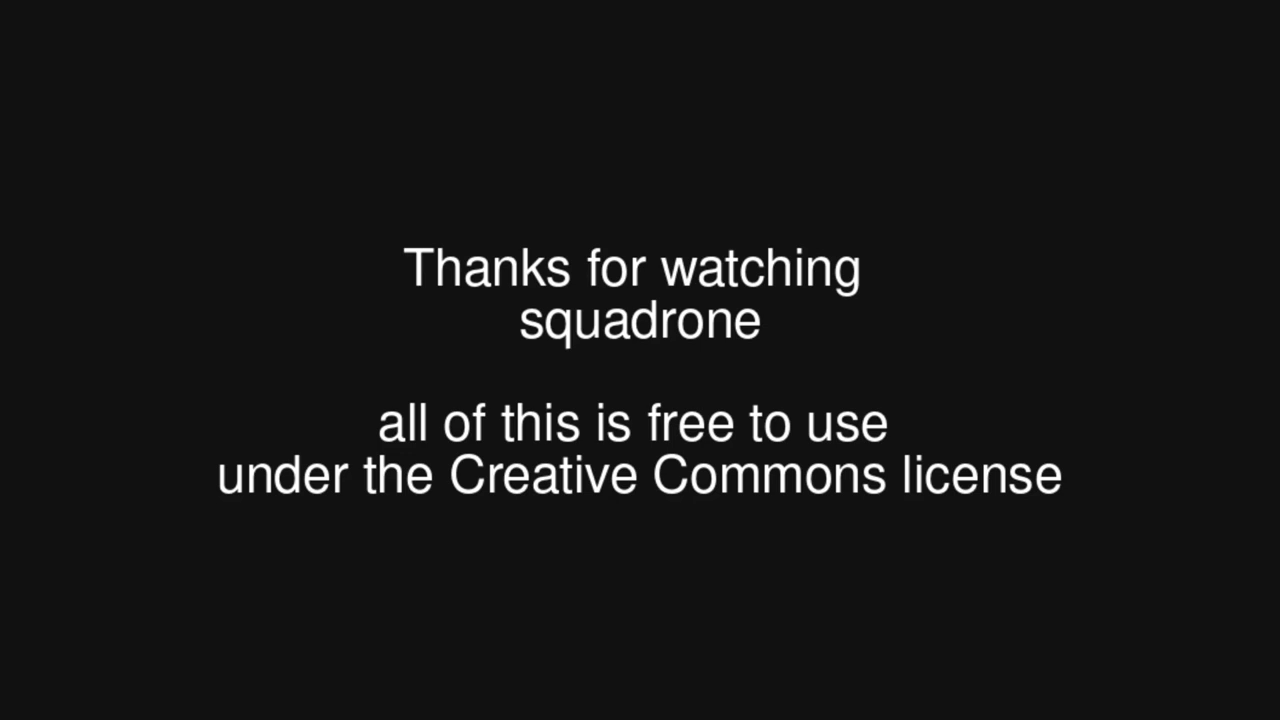 Thanks for watching
squadrone
all of this is free to use
under the Creative Commons license